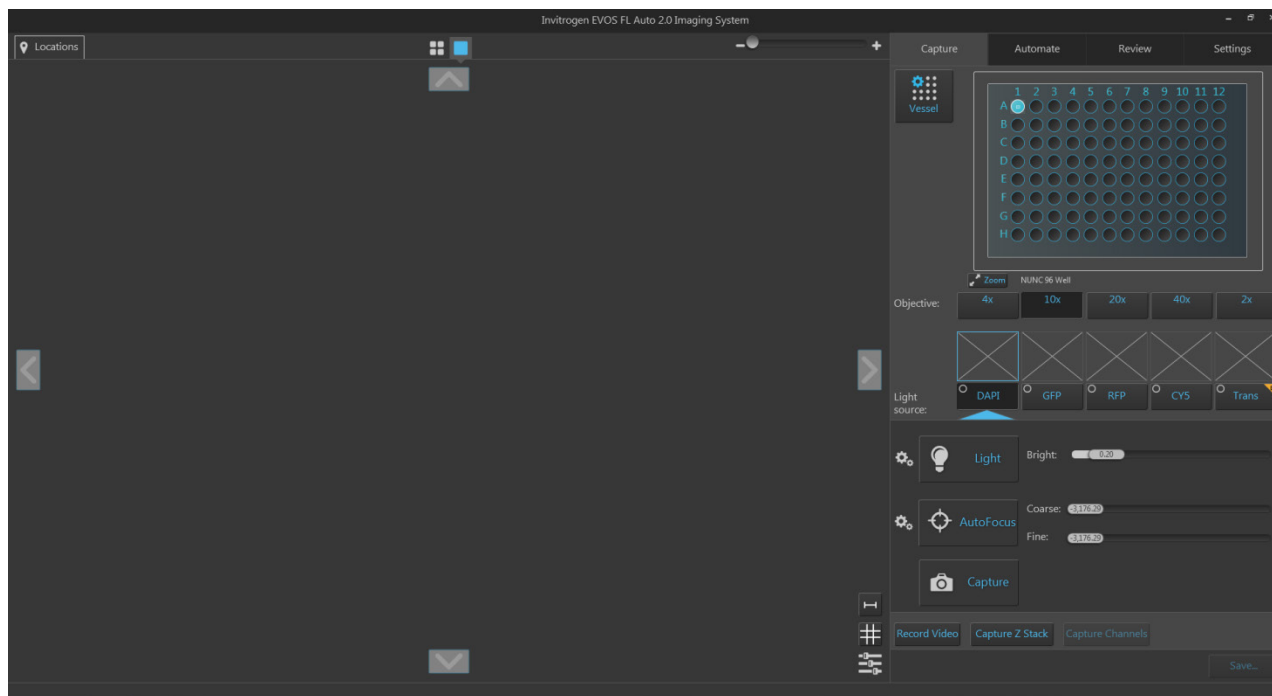 Invitrogen EVOS FL Auto 2.0 Imaging System
Locations
Capture Automate Review Settings
Vessel
1 2 3 4 5 6 7 8 9 10 11 12
A
B
C
D
E
F
G
H
Zoom NUNC 96 Well
Objective: 4x 10x 20x 40x 2x
Light source: DAPI GFP RFP CY5 Trans
Light Bright: 0.20
AutoFocus Coarse: -3,176.29
Fine: -3,176.29
Capture
Record Video Capture Z Stack Capture Channels
Save...